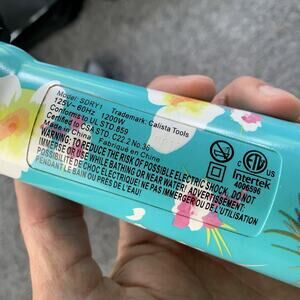 Model: SDRY1 Trademark: Calista Tools
125V~60Hz 1200W
Conforms to UL STD.859
Certified to CSA STD. C22.2 No.36
Made in China Fabriqué en Chine
WARNING:
TO REDUCE THE RISK OF POSSIBLE ELECTRIC SHOCK, DO NOT
IMMERSE OR USE WHILE BATHING OR NEAR WATER! AVERTISSEMENT:
POSSIBILITÉ DE CHOC ÉLECTRIQUE! NE PAS IMMERGER OU L'UTILISATION
PENDANT LE BAIN OU PRÈS DE L'EAU!
ETL
Intertek
4006598